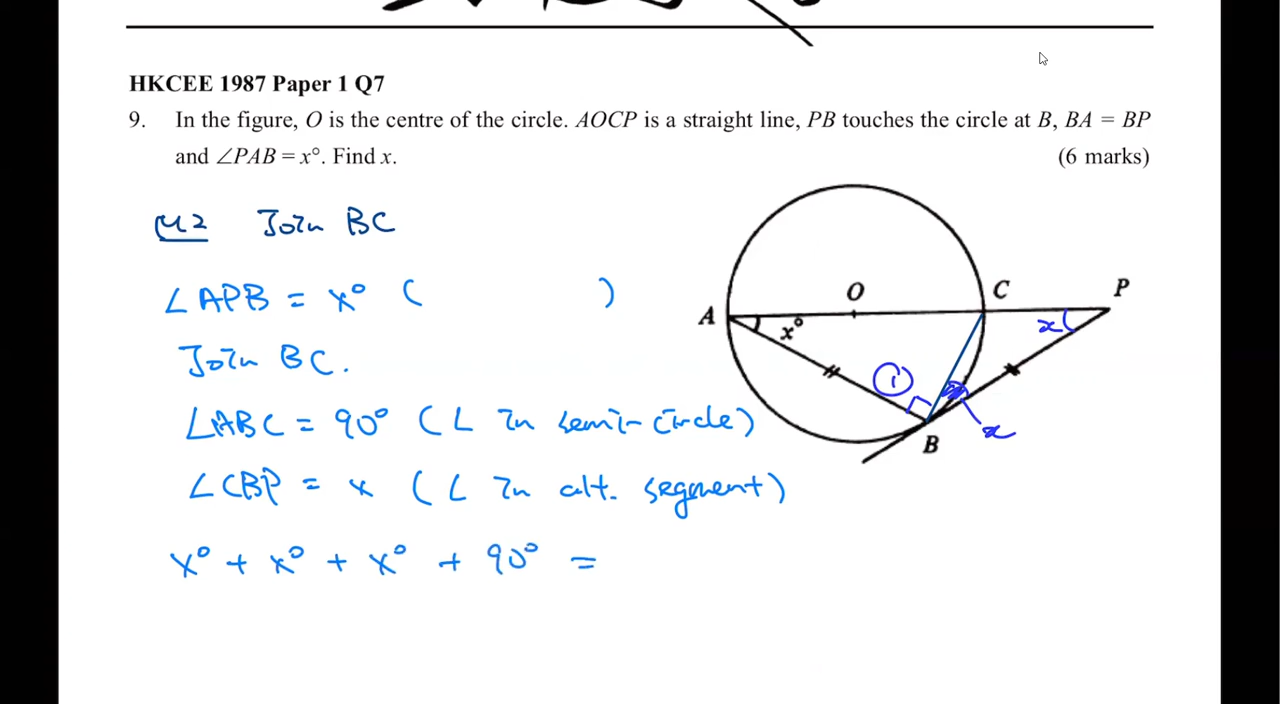 HKCEE 1987 Paper 1 Q7
9. In the figure, O is the centre of the circle. AOCP is a straight line, PB touches the circle at B, BA = BP
and ∠PAB = x°. Find x. (6 marks)
M2 Join BC
∠APB = x° ( )
Join BC.
∠ABC = 90° (∠ in semi-circle)
∠CBP = x (∠ in alt. segment)
x° + x° + x° + 90° =
A
O
C
P
B
x°
x
1
x